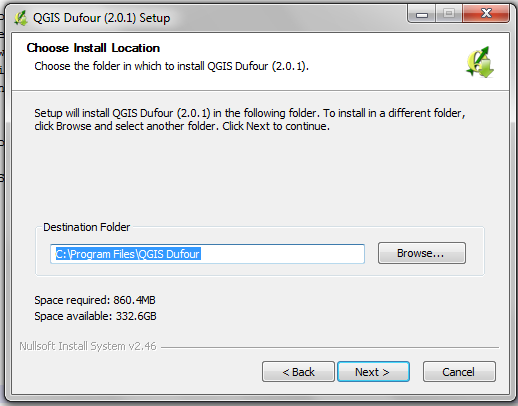 QGIS Dufour (2.0.1) Setup
Choose Install Location
Choose the folder in which to install QGIS Dufour (2.0.1).
Setup will install QGIS Dufour (2.0.1) in the following folder. To install in a different folder,
click Browse and select another folder. Click Next to continue.
Destination Folder
C:\Program Files\QGIS Dufour
Browse...
Space required: 860.4MB
Space available: 332.6GB
Nullsoft Install System v2.46
< Back
Next >
Cancel